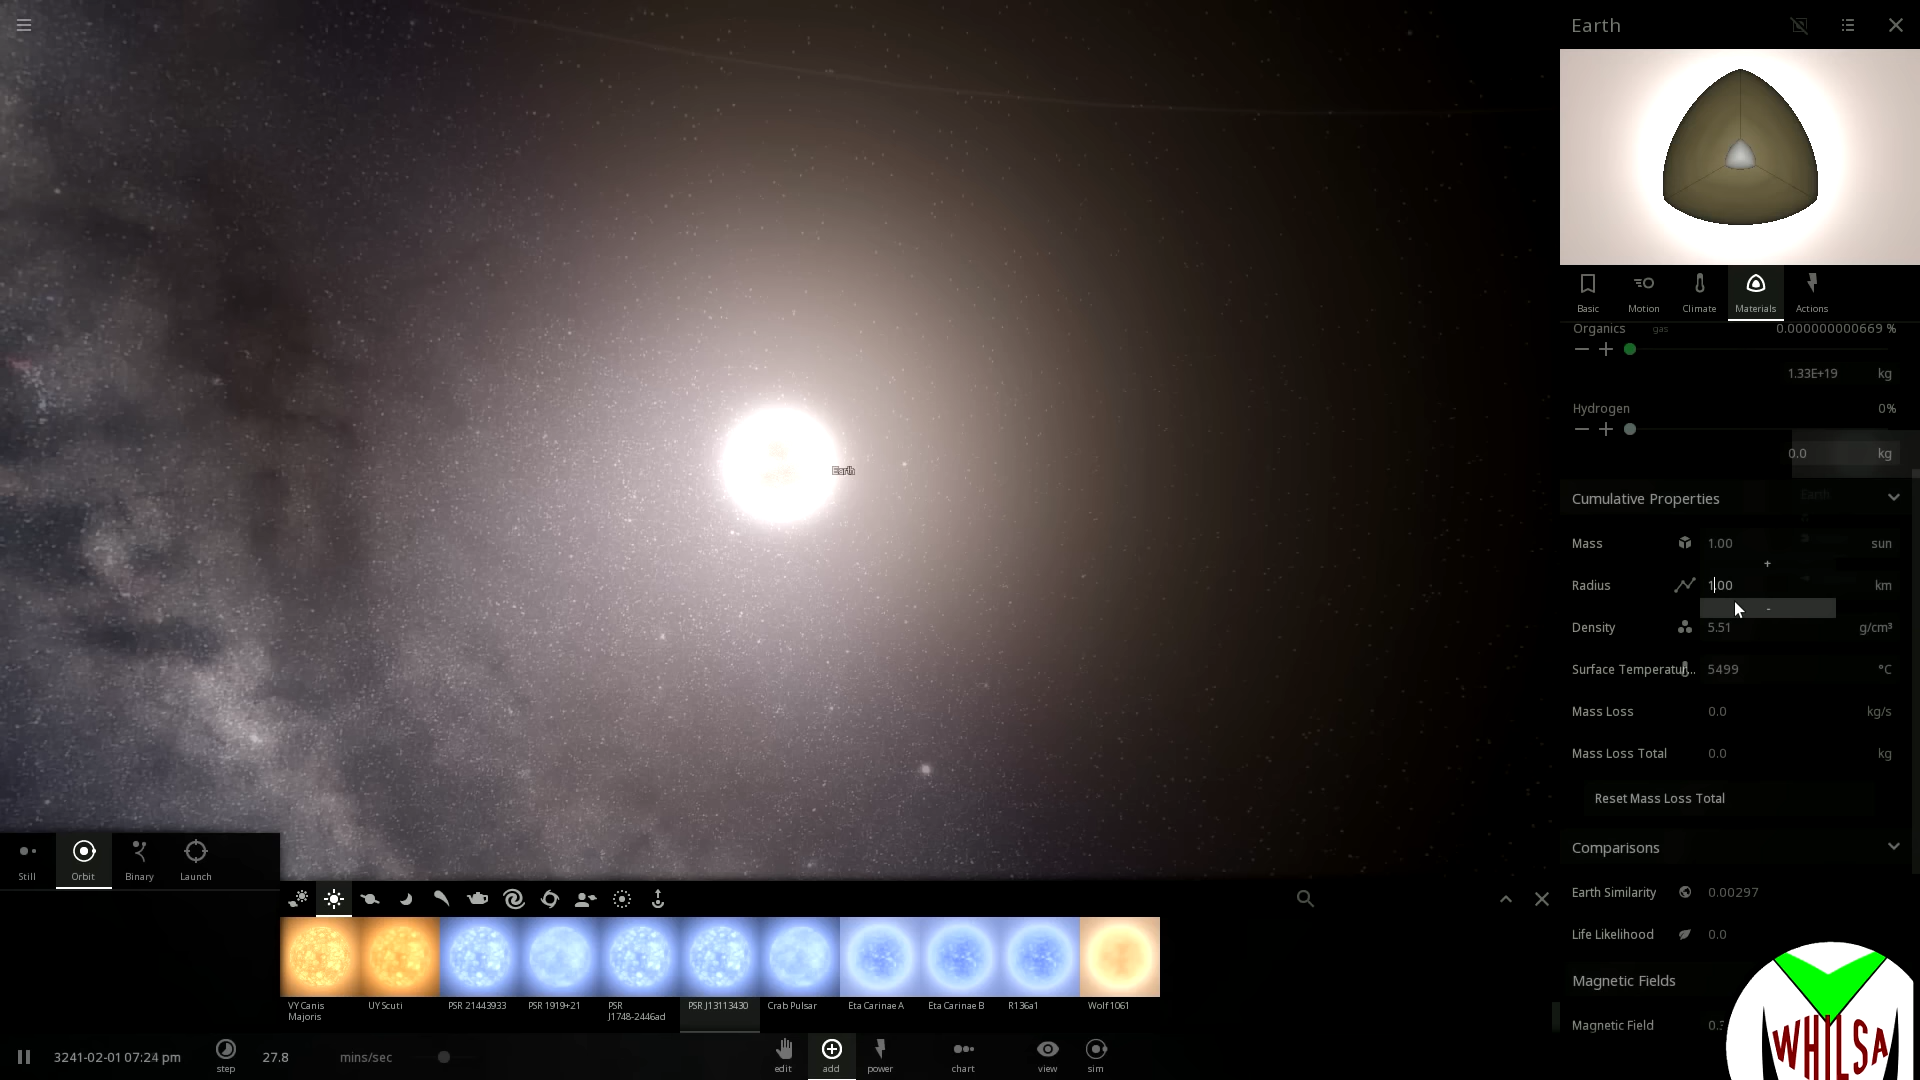 Earth
Basic
Motion
Climate
Materials
Actions
Organics gas 0.000000000669 %
1.33E+19 kg
Hydrogen 0%
0.0 kg
Earth
Cumulative Properties
Earth
Mass 1.00 sun
+
Radius 1.00 km
-
Density 5.51 g/cm³
Surface Temperatur... 5499 °C
Mass Loss 0.0 kg/s
Mass Loss Total 0.0 kg
Reset Mass Loss Total
Comparisons
Earth Similarity 0.00297
Life Likelihood 0.0
Magnetic Fields
Magnetic Field
WHILSA
Still
Orbit
Binary
Launch
VY Canis Majoris
UY Scuti
PSR 21443933
PSR 1919+21
PSR J1748-2446ad
PSR J13113430
Crab Pulsar
Eta Carinae A
Eta Carinae B
R136a1
Wolf 1061
3241-02-01 07:24 pm
step
27.8 mins/sec
edit
add
power
chart
view
sim